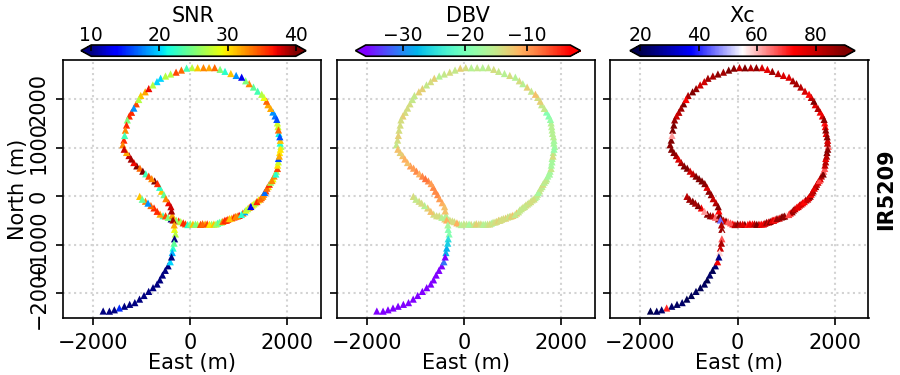 SNR DBV Xc
10 20 30 40 −30 −20 −10 20 40 60 80
North (m)
2000
1000
0
−1000
−2000
−2000 0 2000 −2000 0 2000 −2000 0 2000
East (m) East (m) East (m)
IR5209